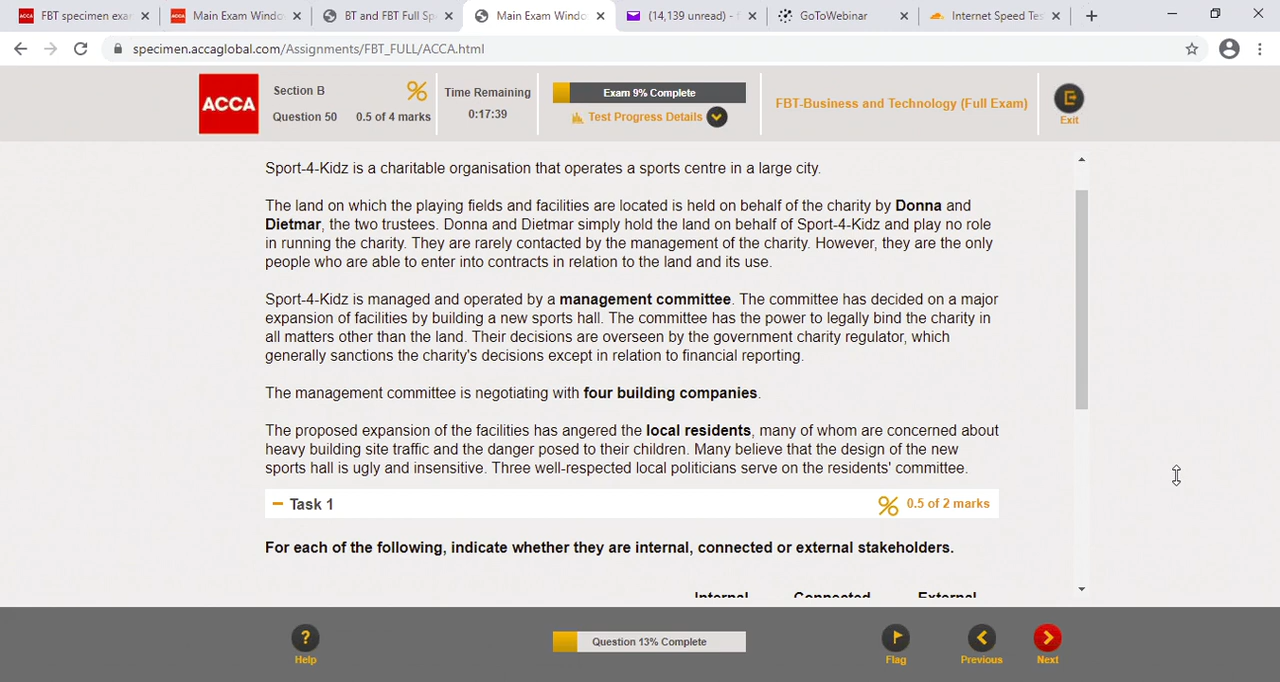 FBT specimen exar
Main Exam Windo
BT and FBT Full Sp
Main Exam Windo
(14,139 unread) -
GoToWebinar
Internet Speed Tes
specimen.accaglobal.com/Assignments/FBT_FULL/ACCA.html
ACCA
Section B
%
Question 50
0.5 of 4 marks
Time Remaining
0:17:39
Exam 9% Complete
Test Progress Details
FBT-Business and Technology (Full Exam)
Exit
Sport-4-Kidz is a charitable organisation that operates a sports centre in a large city.
The land on which the playing fields and facilities are located is held on behalf of the charity by Donna and
Dietmar, the two trustees. Donna and Dietmar simply hold the land on behalf of Sport-4-Kidz and play no role
in running the charity. They are rarely contacted by the management of the charity. However, they are the only
people who are able to enter into contracts in relation to the land and its use.
Sport-4-Kidz is managed and operated by a management committee. The committee has decided on a major
expansion of facilities by building a new sports hall. The committee has the power to legally bind the charity in
all matters other than the land. Their decisions are overseen by the government charity regulator, which
generally sanctions the charity's decisions except in relation to financial reporting.
The management committee is negotiating with four building companies.
The proposed expansion of the facilities has angered the local residents, many of whom are concerned about
heavy building site traffic and the danger posed to their children. Many believe that the design of the new
sports hall is ugly and insensitive. Three well-respected local politicians serve on the residents' committee.
− Task 1
% 0.5 of 2 marks
For each of the following, indicate whether they are internal, connected or external stakeholders.
Internal Connected External
?
Help
Question 13% Complete
Flag
Previous
Next